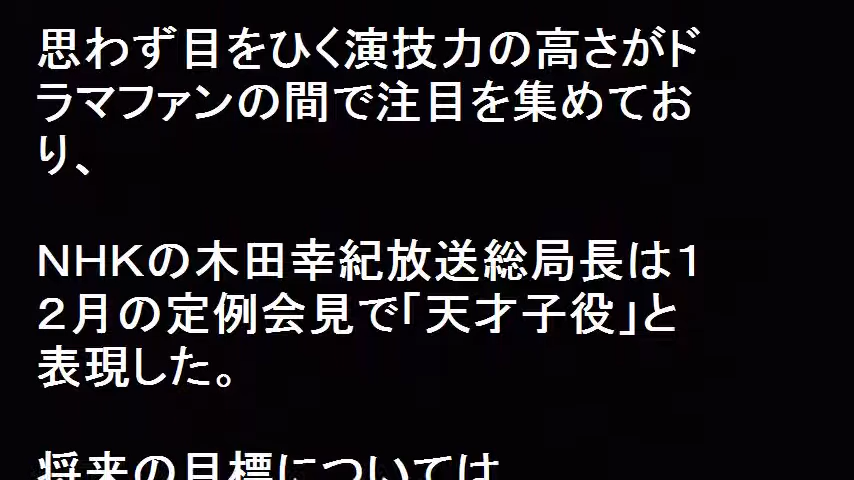 思わず目をひく演技力の高さがド
ラマファンの間で注目を集めてお
り、
ＮＨＫの木田幸紀放送総局長は１
２月の定例会見で「天才子役」と
表現した。
将来の目標については